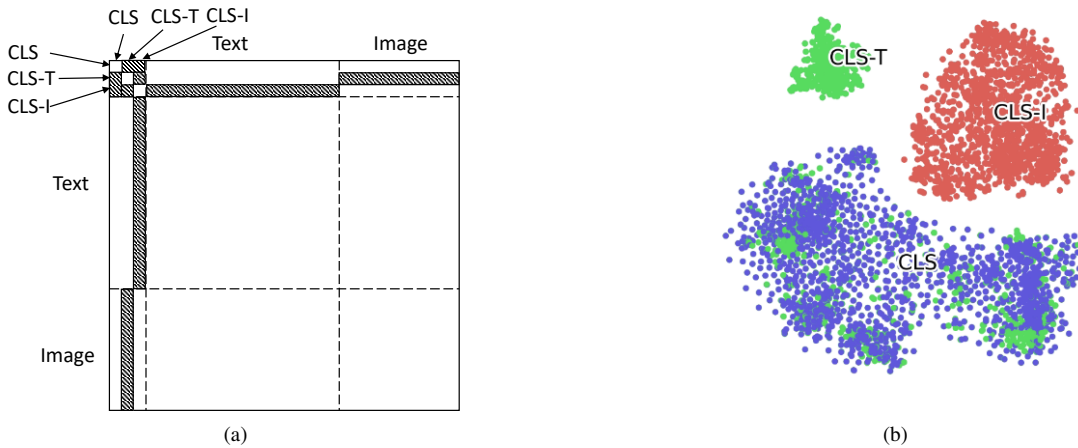 CLS
CLS-T
CLS-I
Text
Image
CLS
CLS-T
CLS-I
Text
Image
(a)
CLS-T
CLS-I
CLS
(b)